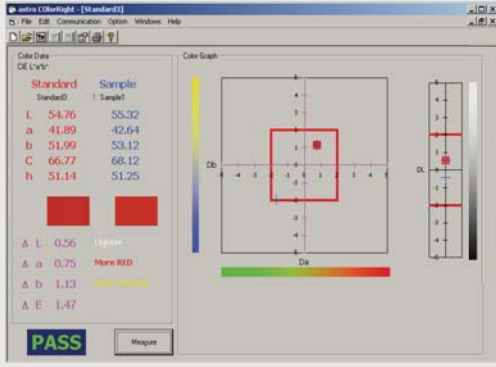 astro COlorRight - [Standard3]
File Edit Communication Option Windows Help
Color Data
CIE L*a*b*
Standard Sample
Standard3 1: Sample1
L 54.76 55.32
a 41.89 42.64
b 51.99 53.12
C 66.77 68.12
h 51.14 51.25
Δ L 0.56 Lighter
Δ a 0.75 More RED
Δ b 1.13
Δ E 1.47
PASS
Measure
Color Graph
Db
Da
DL